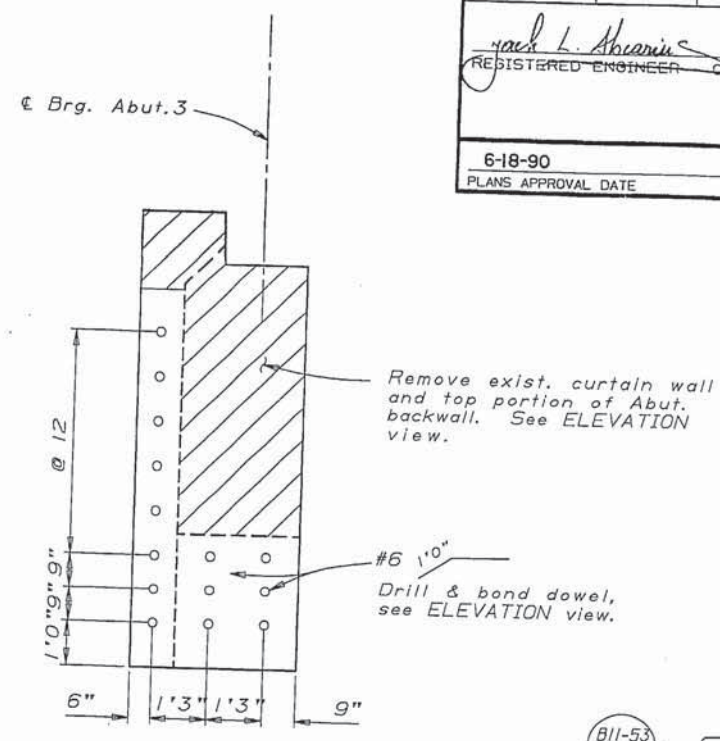 REGISTERED ENGINEER
6-18-90
PLANS APPROVAL DATE
℄ Brg. Abut.3
Remove exist. curtain wall
and top portion of Abut.
backwall. See ELEVATION
view.
@ 12
#6 1'0"
Drill & bond dowel,
see ELEVATION view.
9"
9"
1'0"
6" 1'3" 1'3" 9"
B11-53